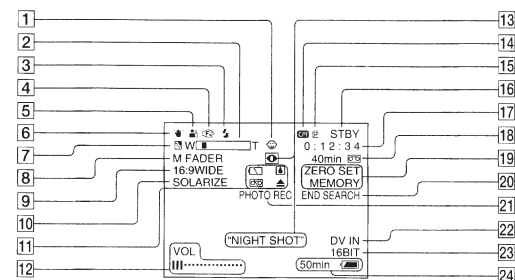 1
2
3
4
5
6
7
8
9
10
11
12
13
14
15
16
17
18
19
20
21
22
23
24
STBY
W T
0:12:34
M FADER
40min
16:9WIDE
ZERO SET
MEMORY
SOLARIZE
END SEARCH
PHOTO REC
"NIGHT SHOT"
DV IN
VOL
16BIT
50min